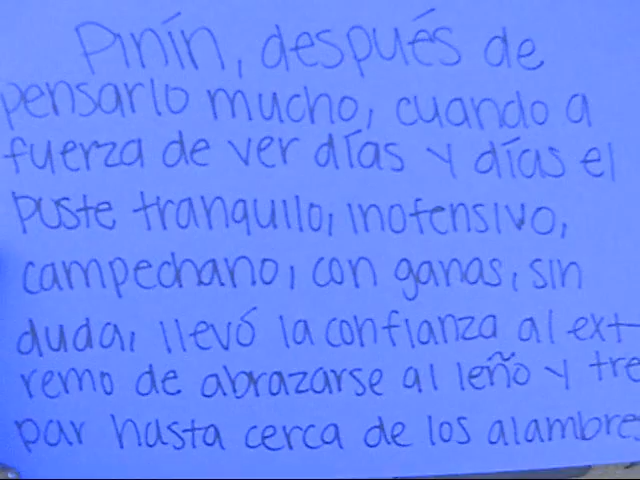 Pinín, después de
pensarlo mucho, cuando a
fuerza de ver días y días el
puste tranquilo, inofensivo,
campechano, con ganas, sin
duda, llevó la confianza al ext-
remo de abrazarse al leño y tre
par hasta cerca de los alambres